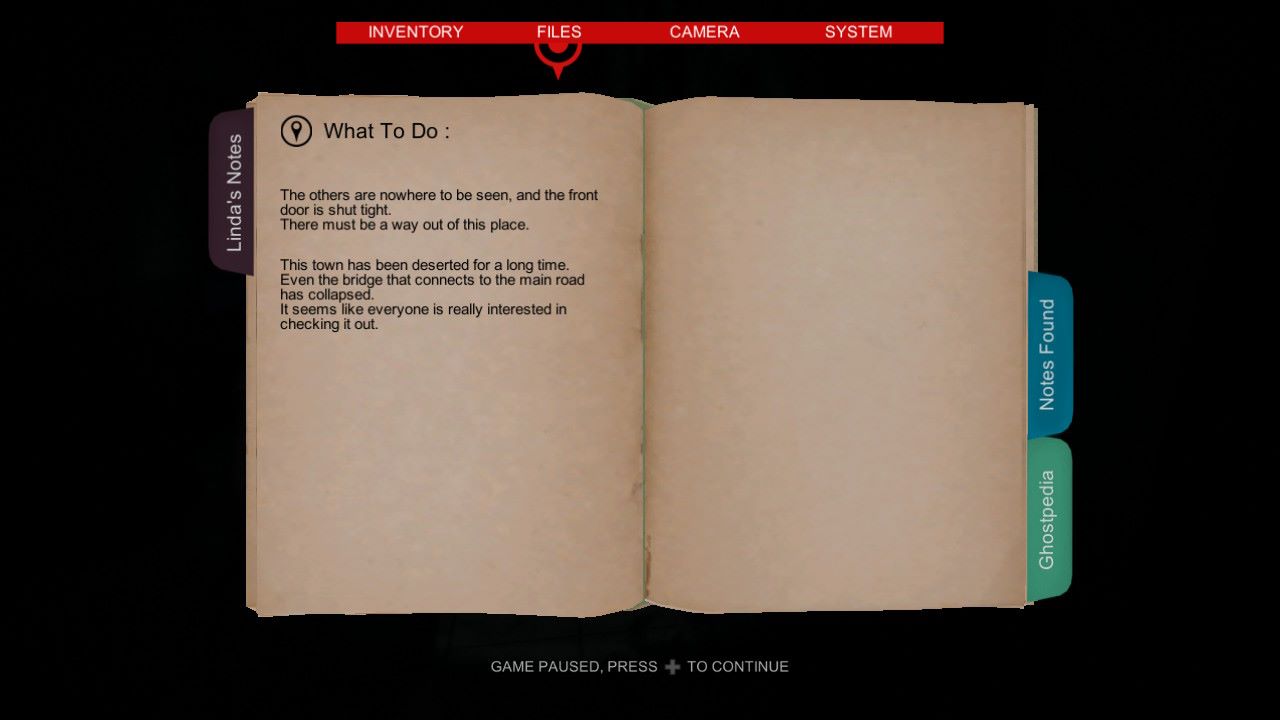 INVENTORY FILES CAMERA SYSTEM
Linda's Notes
What To Do :
The others are nowhere to be seen, and the front
door is shut tight.
There must be a way out of this place.
This town has been deserted for a long time.
Even the bridge that connects to the main road
has collapsed.
It seems like everyone is really interested in
checking it out.
Notes Found
Ghostpedia
GAME PAUSED, PRESS + TO CONTINUE